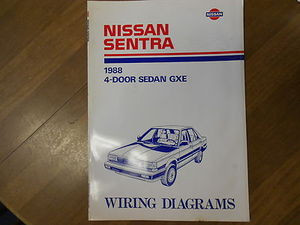 NISSAN
NISSAN
SENTRA
1988
4-DOOR SEDAN GXE
WIRING DIAGRAMS